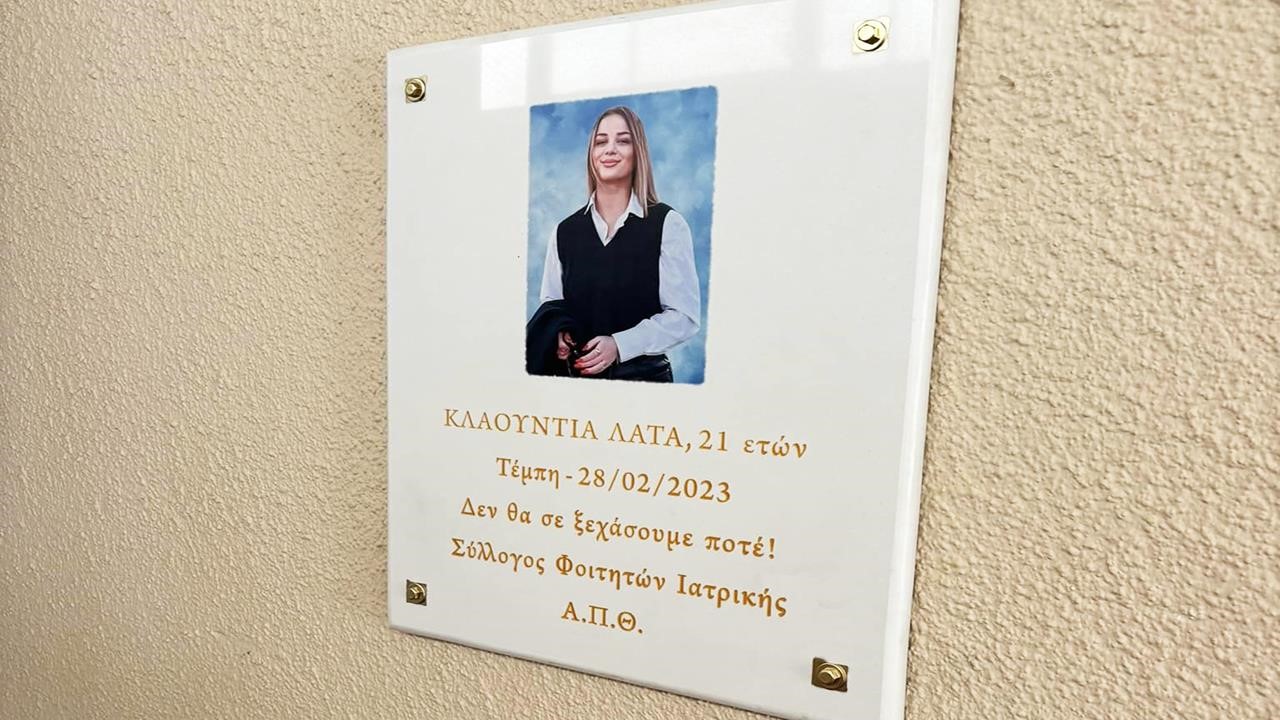 ΚΛΑΟΥΝΤΙΑ ΛΑΤΑ, 21 ετών
Τέμπη - 28/02/2023
Δεν θα σε ξεχάσουμε ποτέ!
Σύλλογος Φοιτητών Ιατρικής
Α.Π.Θ.